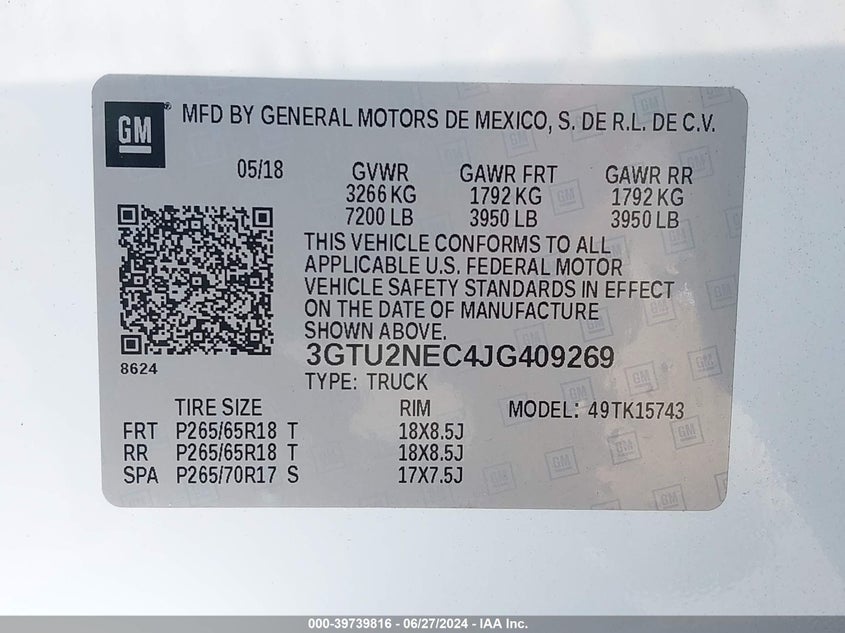 GM® MFD BY GENERAL MOTORS DE MEXICO, S. DE R.L. DE C.V.
05/18 GVWR GAWR FRT GAWR RR
3266 KG 1792 KG 1792 KG
7200 LB 3950 LB 3950 LB
THIS VEHICLE CONFORMS TO ALL
APPLICABLE U.S. FEDERAL MOTOR
VEHICLE SAFETY STANDARDS IN EFFECT
ON THE DATE OF MANUFACTURE
SHOWN ABOVE.
3GTU2NEC4JG409269
8624
TYPE: TRUCK
TIRE SIZE RIM MODEL: 49TK15743
FRT P265/65R18 T 18X8.5J
RR P265/65R18 T 18X8.5J
SPA P265/70R17 S 17X7.5J
000-39739816 - 06/27/2024 - IAA Inc.